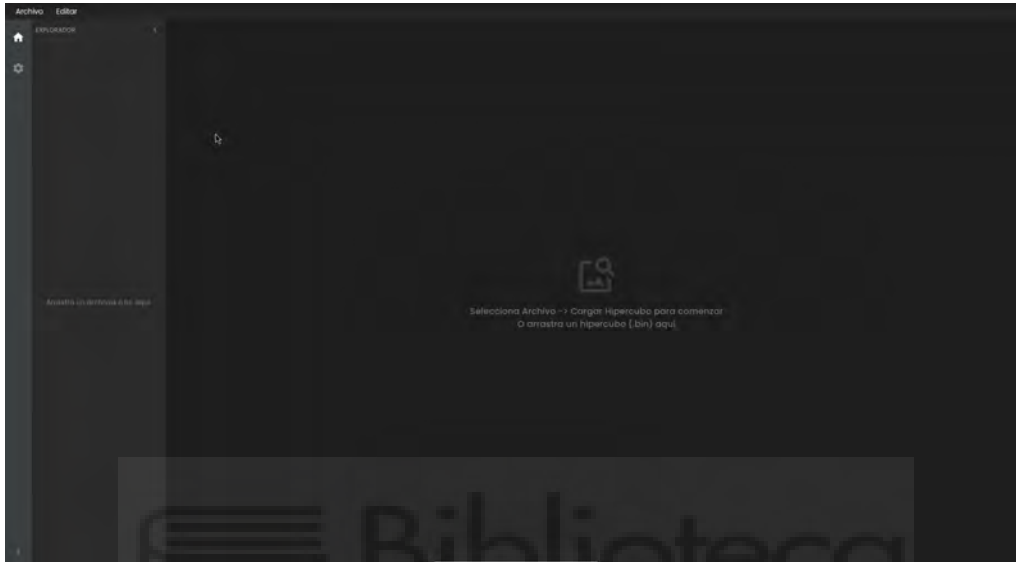 Archivo Editar
EXPLORADOR
Arrastra un archivo a bs aquí
Selecciona Archivo -> Cargar Hipercubo para comenzar
O arrastra un hipercubo (.bin) aquí
Biblioteca